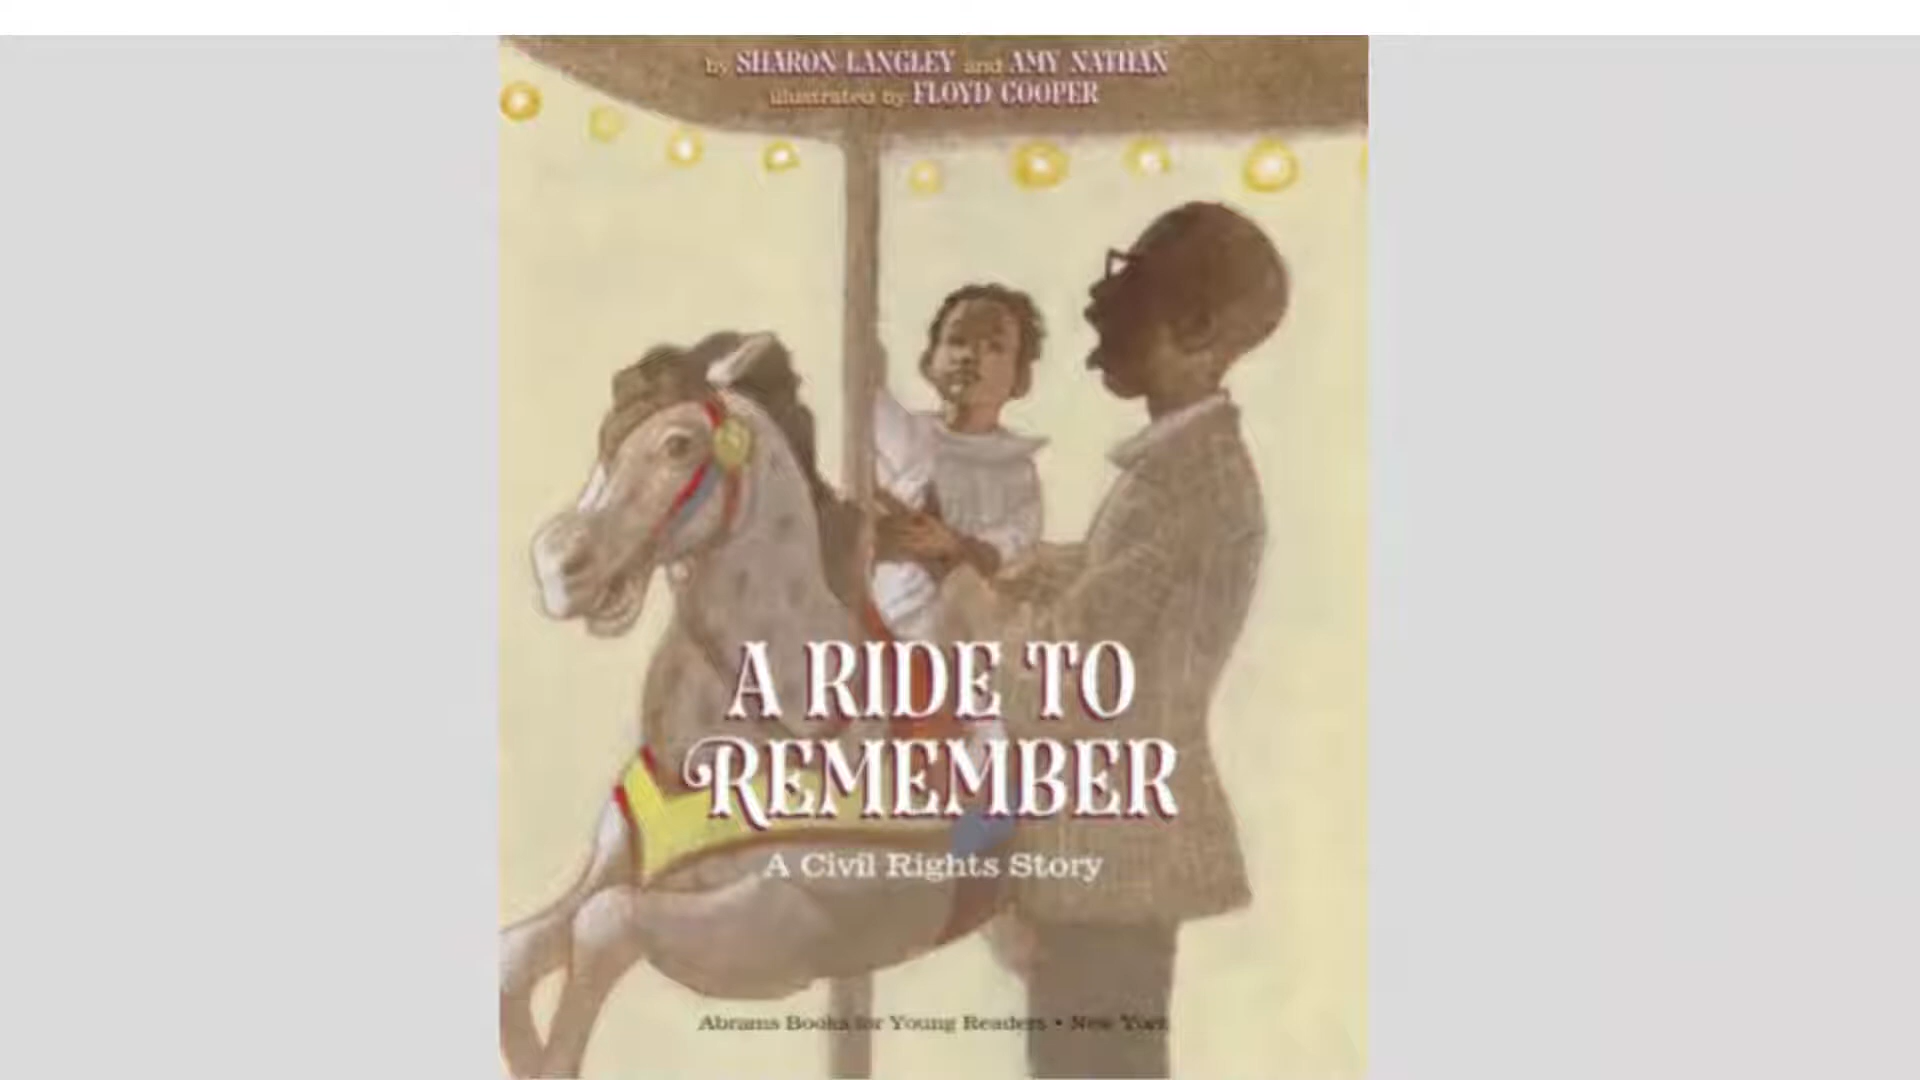 by SHARON LANGLEY and AMY NATHAN
illustrated by FLOYD COOPER
A RIDE TO
REMEMBER
A Civil Rights Story
Abrams Books for Young Readers • New York